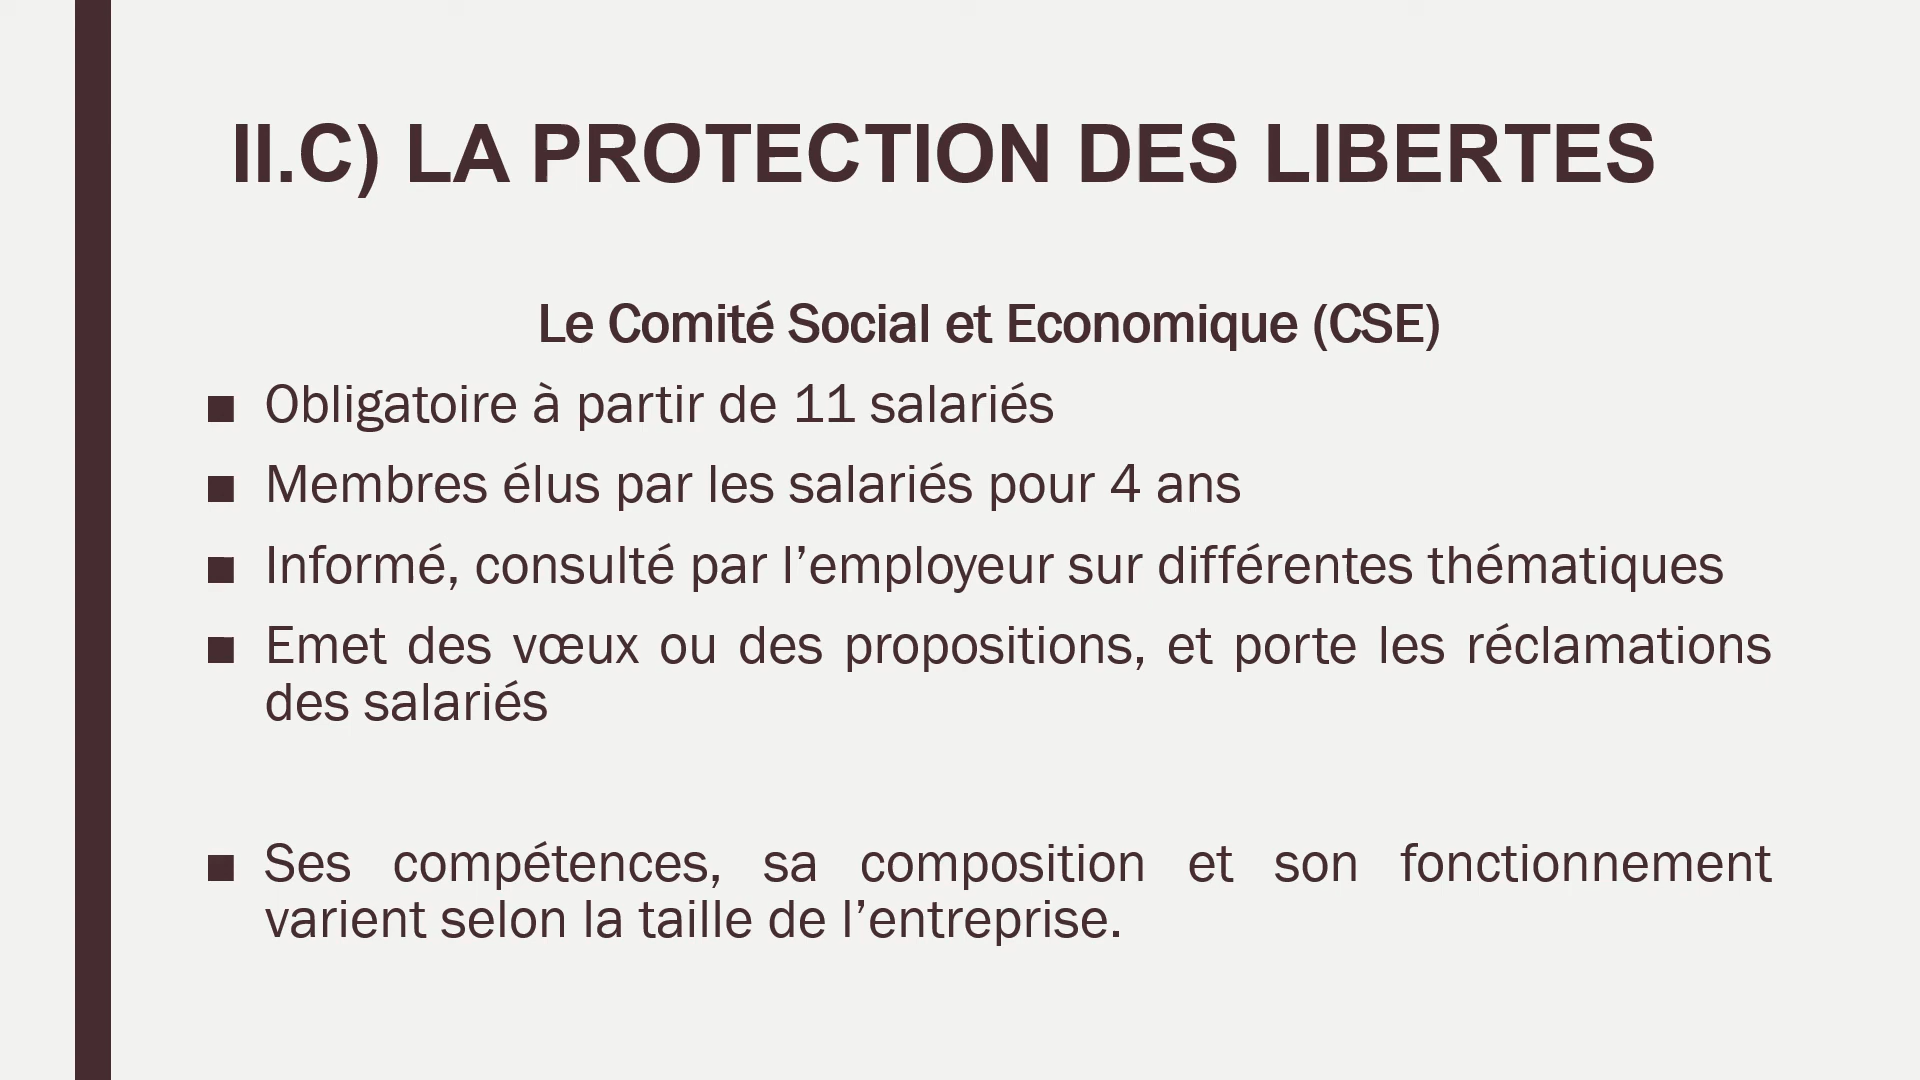 II.C) LA PROTECTION DES LIBERTES
Le Comité Social et Economique (CSE)
■ Obligatoire à partir de 11 salariés
■ Membres élus par les salariés pour 4 ans
■ Informé, consulté par l’employeur sur différentes thématiques
■ Emet des vœux ou des propositions, et porte les réclamations
des salariés
■ Ses compétences, sa composition et son fonctionnement
varient selon la taille de l’entreprise.